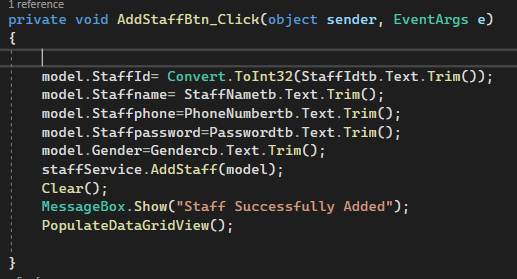 1 reference
private void AddStaffBtn_Click(object sender, EventArgs e)
{
model.StaffId= Convert.ToInt32(StaffIdtb.Text.Trim());
model.Staffname= StaffNametb.Text.Trim();
model.Staffphone=PhoneNumbertb.Text.Trim();
model.Staffpassword=Passwordtb.Text.Trim();
model.Gender=Gendercb.Text.Trim();
staffService.AddStaff(model);
Clear();
MessageBox.Show("Staff Successfully Added");
PopulateDataGridView();
}